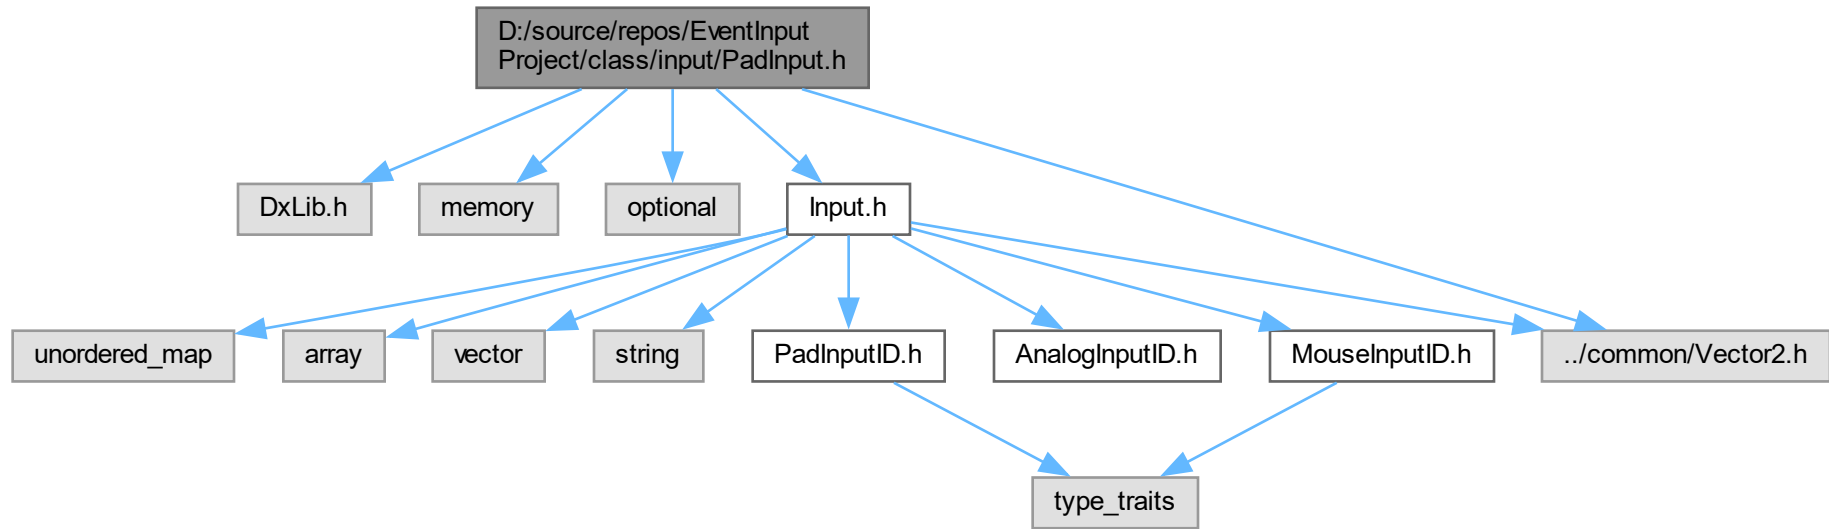 D:/source/repos/EventInput
Project/class/input/PadInput.h
DxLib.h
memory
optional
Input.h
unordered_map
array
vector
string
PadInputID.h
AnalogInputID.h
MouseInputID.h
../common/Vector2.h
type_traits